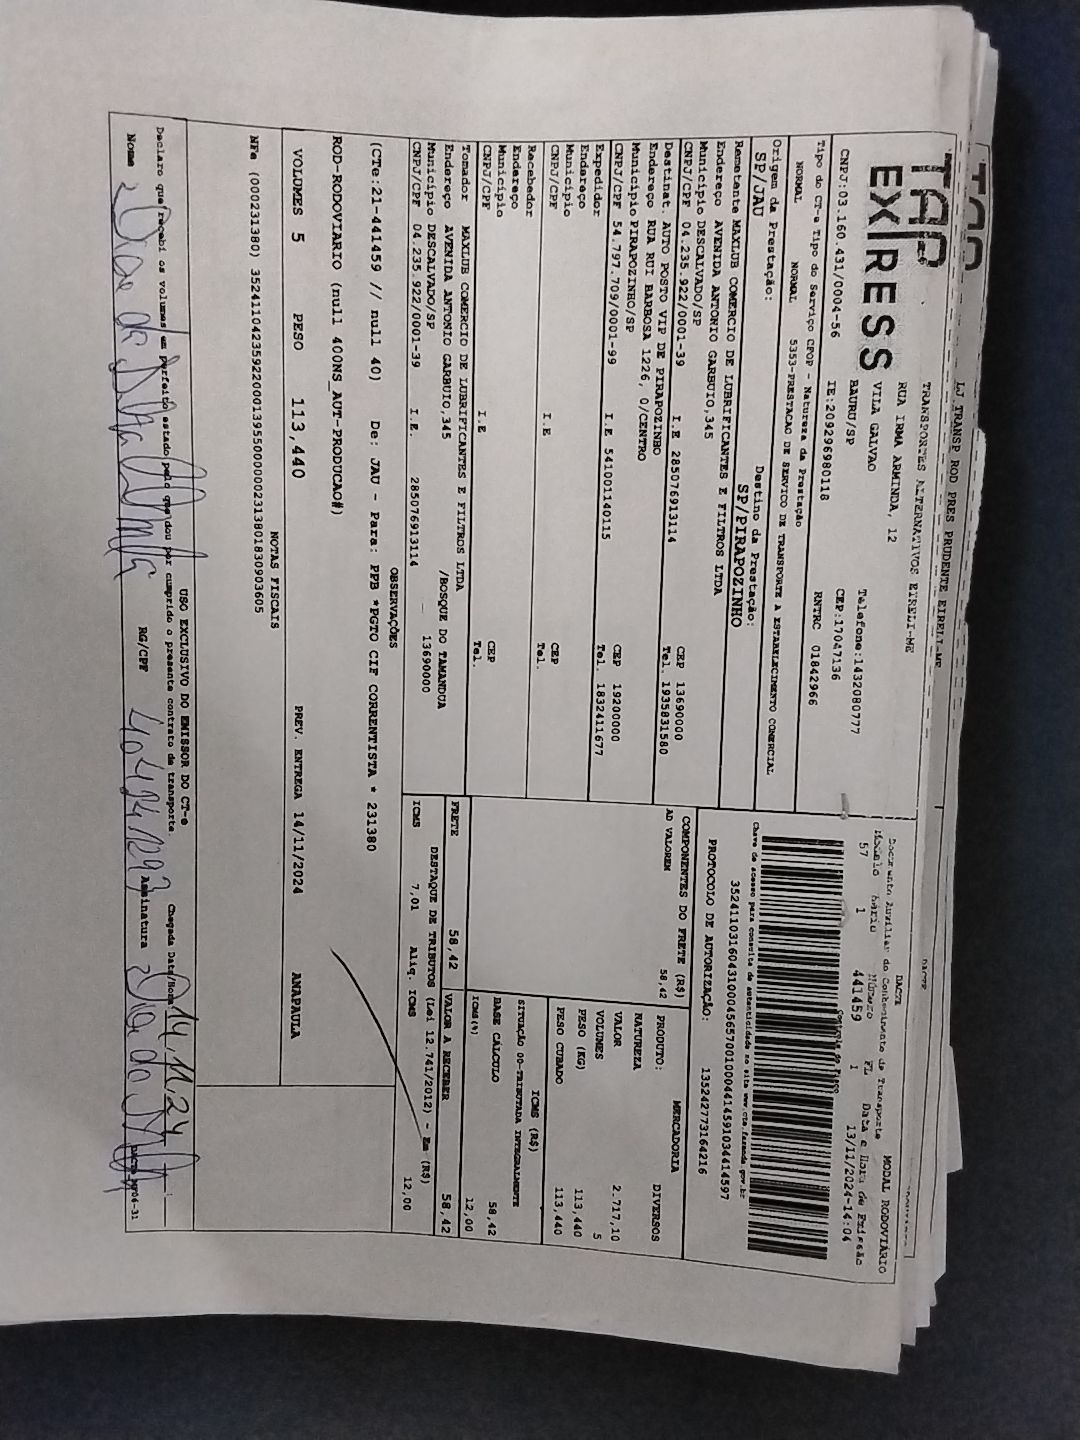 LJ TRANSP ROD PRES PRUDENTE EIRELI-ME
TAP
EXPRESS
TRANSPORTES ALTERNATIVOS EIRELI-ME
RUA IRMA ARMINDA, 12
VILA GALVAO
Telefone:1432080777
BAURU/SP
CEP:17047136
CNPJ:03.160.431/0004-56 IE:209296980118 RNTRC 01842966
DACTE MODAL RODOVIÁRIO
Documento Auxiliar do Conhecimento de Transporte
Modelo Série Número FL Data e Hora de Emissão
57 1 441459 1 13/11/2024-14:04
Controle do Fisco
Tipo do CT-e Tipo do Serviço CFOP - Natureza da Prestação
NORMAL NORMAL 5353-PRESTACAO DE SERVICO DE TRANSPORTE A ESTABELECIMENTO COMERCIAL
Chave de acesso para consulta de autenticidade no site www.cte.fazenda.gov.br
35241103160431000456570010004414591034414597
PROTOCOLO DE AUTORIZAÇÃO: 135242773164216
Origem da Prestação: Destino da Prestação:
SP/JAU SP/PIRAPOZINHO
Remetente MAXLUB COMERCIO DE LUBRIFICANTES E FILTROS LTDA
Endereço AVENIDA ANTONIO GARBUIO,345
Município DESCALVADO/SP CEP 13690000
CNPJ/CPF 04.235.922/0001-39 I.E 285076913114 Tel. 1935831580
Destinat. AUTO POSTO VIP DE PIRAPOZINHO
Endereço RUA RUI BARBOSA 1226, 0/CENTRO
Município PIRAPOZINHO/SP CEP 19200000
CNPJ/CPF 54.797.709/0001-99 I.E 541001140115 Tel. 1832411677
Expedidor
Endereço
Município CEP
CNPJ/CPF I.E Tel.
Recebedor
Endereço
Município CEP
CNPJ/CPF I.E Tel.
Tomador MAXLUB COMERCIO DE LUBRIFICANTES E FILTROS LTDA
Endereço AVENIDA ANTONIO GARBUIO,345 /BOSQUE DO TAMANDUA
Município DESCALVADO/SP 13690000
CNPJ/CPF 04.235.922/0001-39 I.E. 285076913114
COMPONENTES DO FRETE (R$)
AD VALOREM 58,42
MERCADORIA
PRODUTO: DIVERSOS
NATUREZA
VALOR 2.717,10
VOLUMES 5
PESO (KG) 113,440
PESO CUBADO 113,440
ICMS (R$)
SITUAÇÃO 00-TRIBUTADA INTEGRALMENTE
BASE CÁLCULO 58,42
ICMS(%) 12,00
FRETE 58,42 VALOR A RECEBER 58,42
DESTAQUE DE TRIBUTOS (Lei 12.741/2012) - Em (R$)
ICMS 7,01 Aliq. ICMS 12,00
OBSERVAÇÕES
(CTe:21-441459 // null 40) De: JAU - Para: PPB *PGTO CIF CORRENTISTA * 231380
ROD-RODOVIARIO (null 400NS_AUT-PRODUCAO#)
VOLUMES 5 PESO 113,440 PREV. ENTREGA 14/11/2024 ANAPAULA
NOTAS FISCAIS
NFe (000231380) 35241104235922000139550000002313801830903605
USO EXCLUSIVO DO EMISSOR DO CT-e
Declaro que recebi os volumes em perfeito estado pelo que dou por cumprido o presente contrato de transporte. Chegada Data/Hora 14/11/24
Nome RG/CPF Assinatura